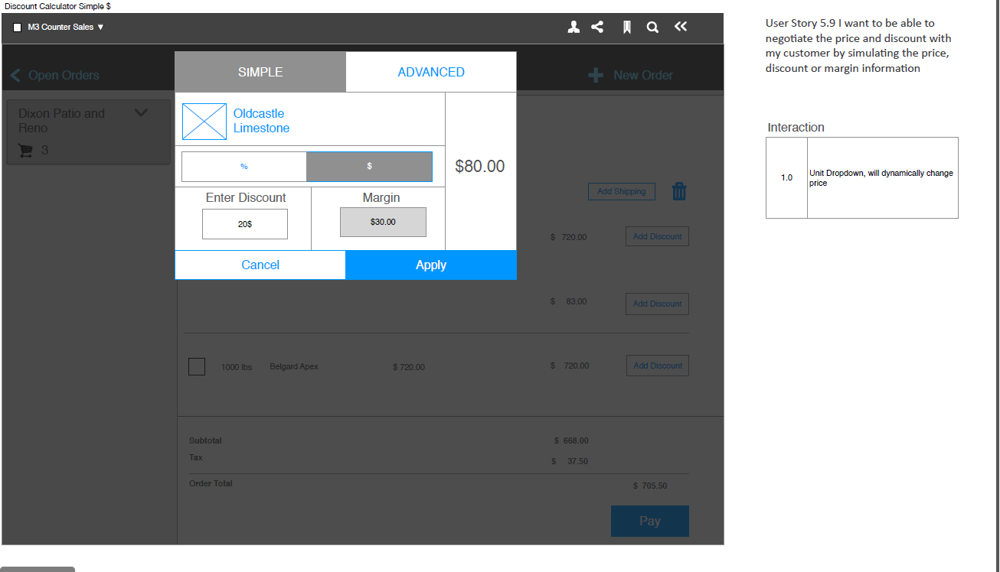 Discount Calculator Simple $
M3 Counter Sales ▼
Open Orders
SIMPLE
ADVANCED
New Order
Dixon Patio and
Reno
3
Oldcastle
Limestone
%
$
$80.00
Enter Discount
Margin
20$
$30.00
Cancel
Apply
Add Shipping
$ 720.00
Add Discount
$ 83.00
Add Discount
1000 lbs Belgard Apex $ 720.00 $ 720.00 Add Discount
Subtotal $ 668.00
Tax $ 37.50
Order Total $ 705.50
Pay
User Story 5.9 I want to be able to
negotiate the price and discount with
my customer by simulating the price,
discount or margin information
Interaction
1.0
Unit Dropdown, will dynamically change
price